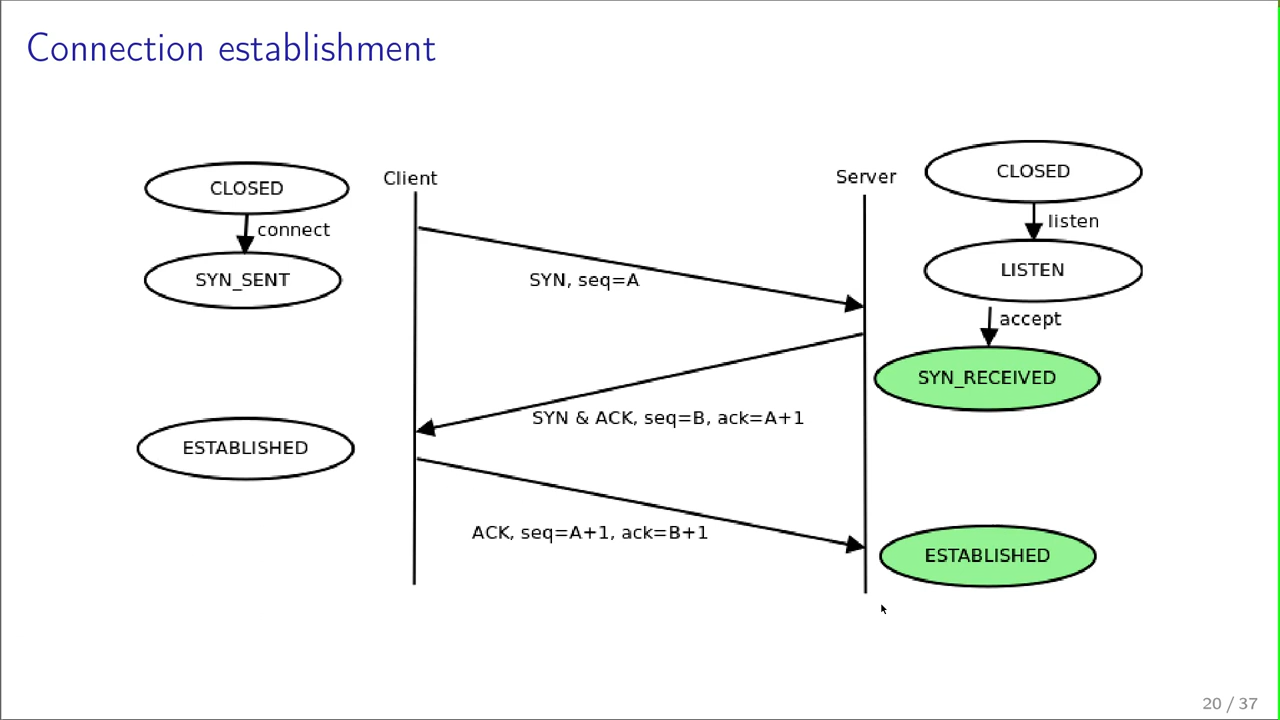 Connection establishment
CLOSED
connect
SYN_SENT
ESTABLISHED
Client
Server
SYN, seq=A
SYN & ACK, seq=B, ack=A+1
ACK, seq=A+1, ack=B+1
CLOSED
listen
LISTEN
accept
SYN_RECEIVED
ESTABLISHED
20 / 37